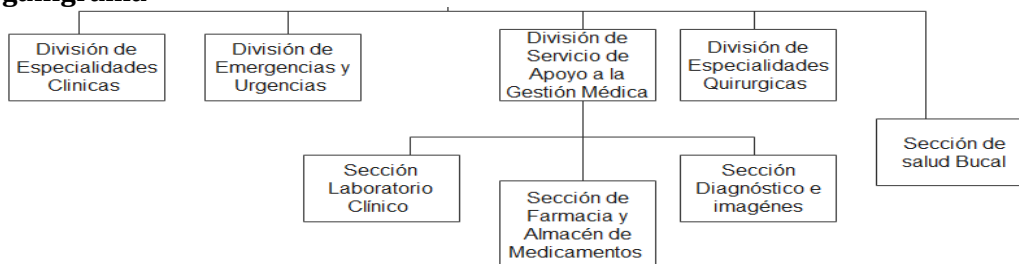 División de
Especialidades
Clinicas
División de
Emergencias y
Urgencias
División de
Servicio de
Apoyo a la
Gestión Médica
División de
Especialidades
Quirurgicas
Sección de
salud Bucal
Sección
Laboratorio
Clínico
Sección de
Farmacia y
Almacén de
Medicamentos
Sección
Diagnóstico e
imagénes